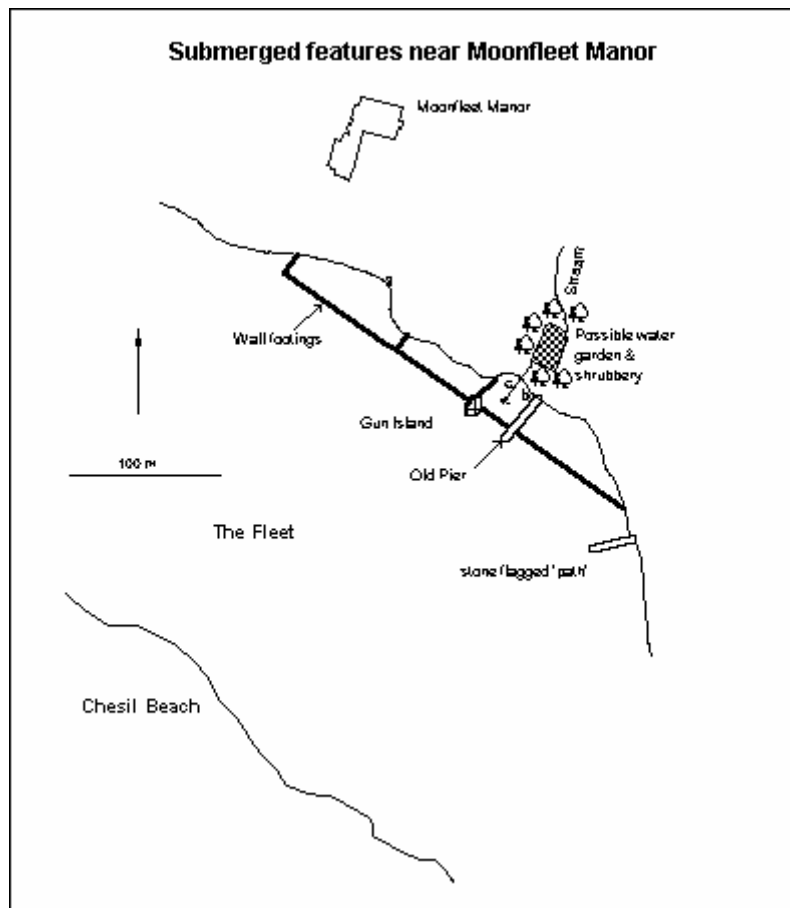 Submerged features near Moonfleet Manor
Moonfleet Manor
Stream
a
Wall footings
Possible water
garden &
shrubbery
c
b
Gun Island
100 m
Old Pier
The Fleet
'stone flagged 'path'
Chesil Beach